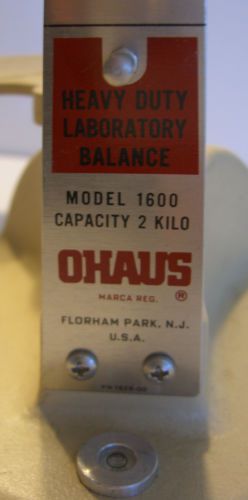 HEAVY DUTY
LABORATORY
BALANCE
MODEL 1600
CAPACITY 2 KILO
OHAUS
MARCA REG. ®
FLORHAM PARK, N.J.
U.S.A.